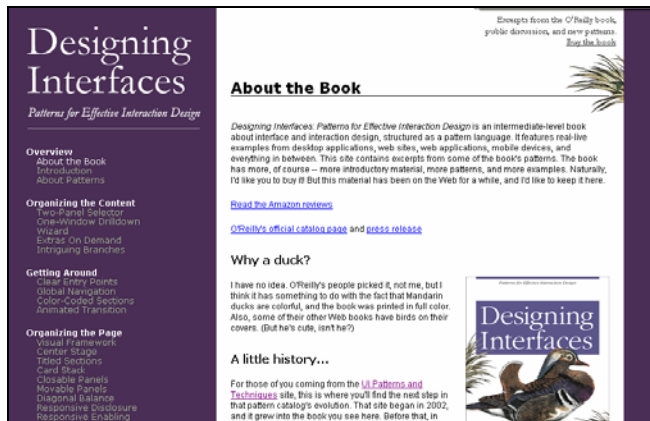 Designing
Interfaces
Patterns for Effective Interaction Design
Overview
About the Book
Introduction
About Patterns
Organizing the Content
Two-Panel Selector
One-Window Drilldown
Wizard
Extras On Demand
Intriguing Branches
Getting Around
Clear Entry Points
Global Navigation
Color-Coded Sections
Animated Transition
Organizing the Page
Visual Framework
Center Stage
Titled Sections
Card Stack
Closable Panels
Movable Panels
Diagonal Balance
Responsive Disclosure
Responsive Enabling
Excerpts from the O'Reilly book,
public discussion, and new patterns.
Buy the book
About the Book
Designing Interfaces: Patterns for Effective Interaction Design is an intermediate-level book
about interface and interaction design, structured as a pattern language. It features real-live
examples from desktop applications, web sites, web applications, mobile devices, and
everything in between. This site contains excerpts from some of the book's patterns. The book
has more, of course -- more introductory material, more patterns, and more examples. Naturally,
I'd like you to buy it! But this material has been on the Web for a while, and I'd like to keep it here.
Read the Amazon reviews
O'Reilly's official catalog page and press release
Why a duck?
I have no idea. O'Reilly's people picked it, not me, but I
think it has something to do with the fact that Mandarin
ducks are colorful, and the book was printed in full color.
Also, some of their other Web books have birds on their
covers. (But he's cute, isn't he?)
A little history...
For those of you coming from the UI Patterns and
Techniques site, this is where you'll find the next step in
that pattern catalog's evolution. That site began in 2002,
and it grew into the book you see here. Before that, in
Patterns for Effective Interaction Design
Designing
Interfaces